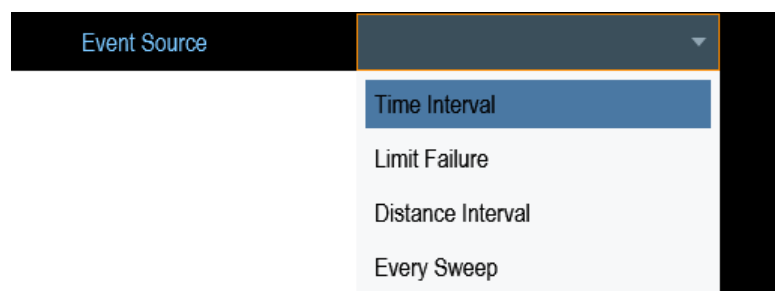 Event Source
Time Interval
Limit Failure
Distance Interval
Every Sweep